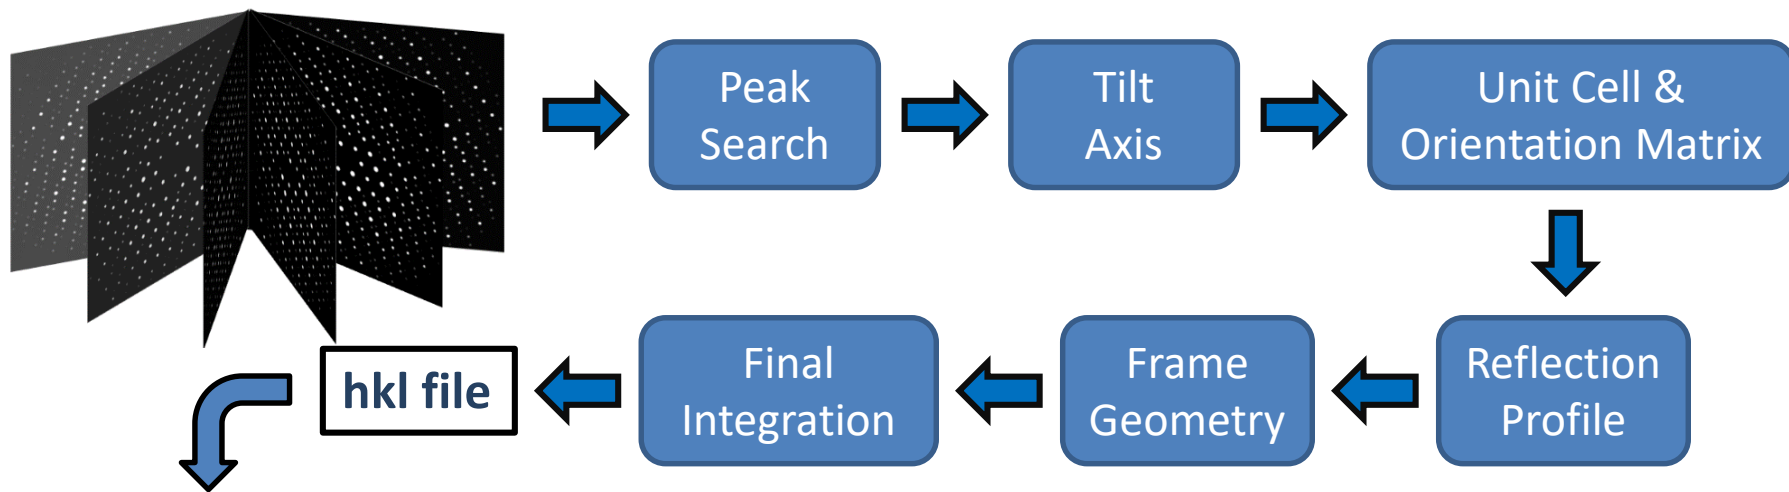 Peak
Search
Tilt
Axis
Unit Cell &
Orientation Matrix
Reflection
Profile
Frame
Geometry
Final
Integration
hkl file